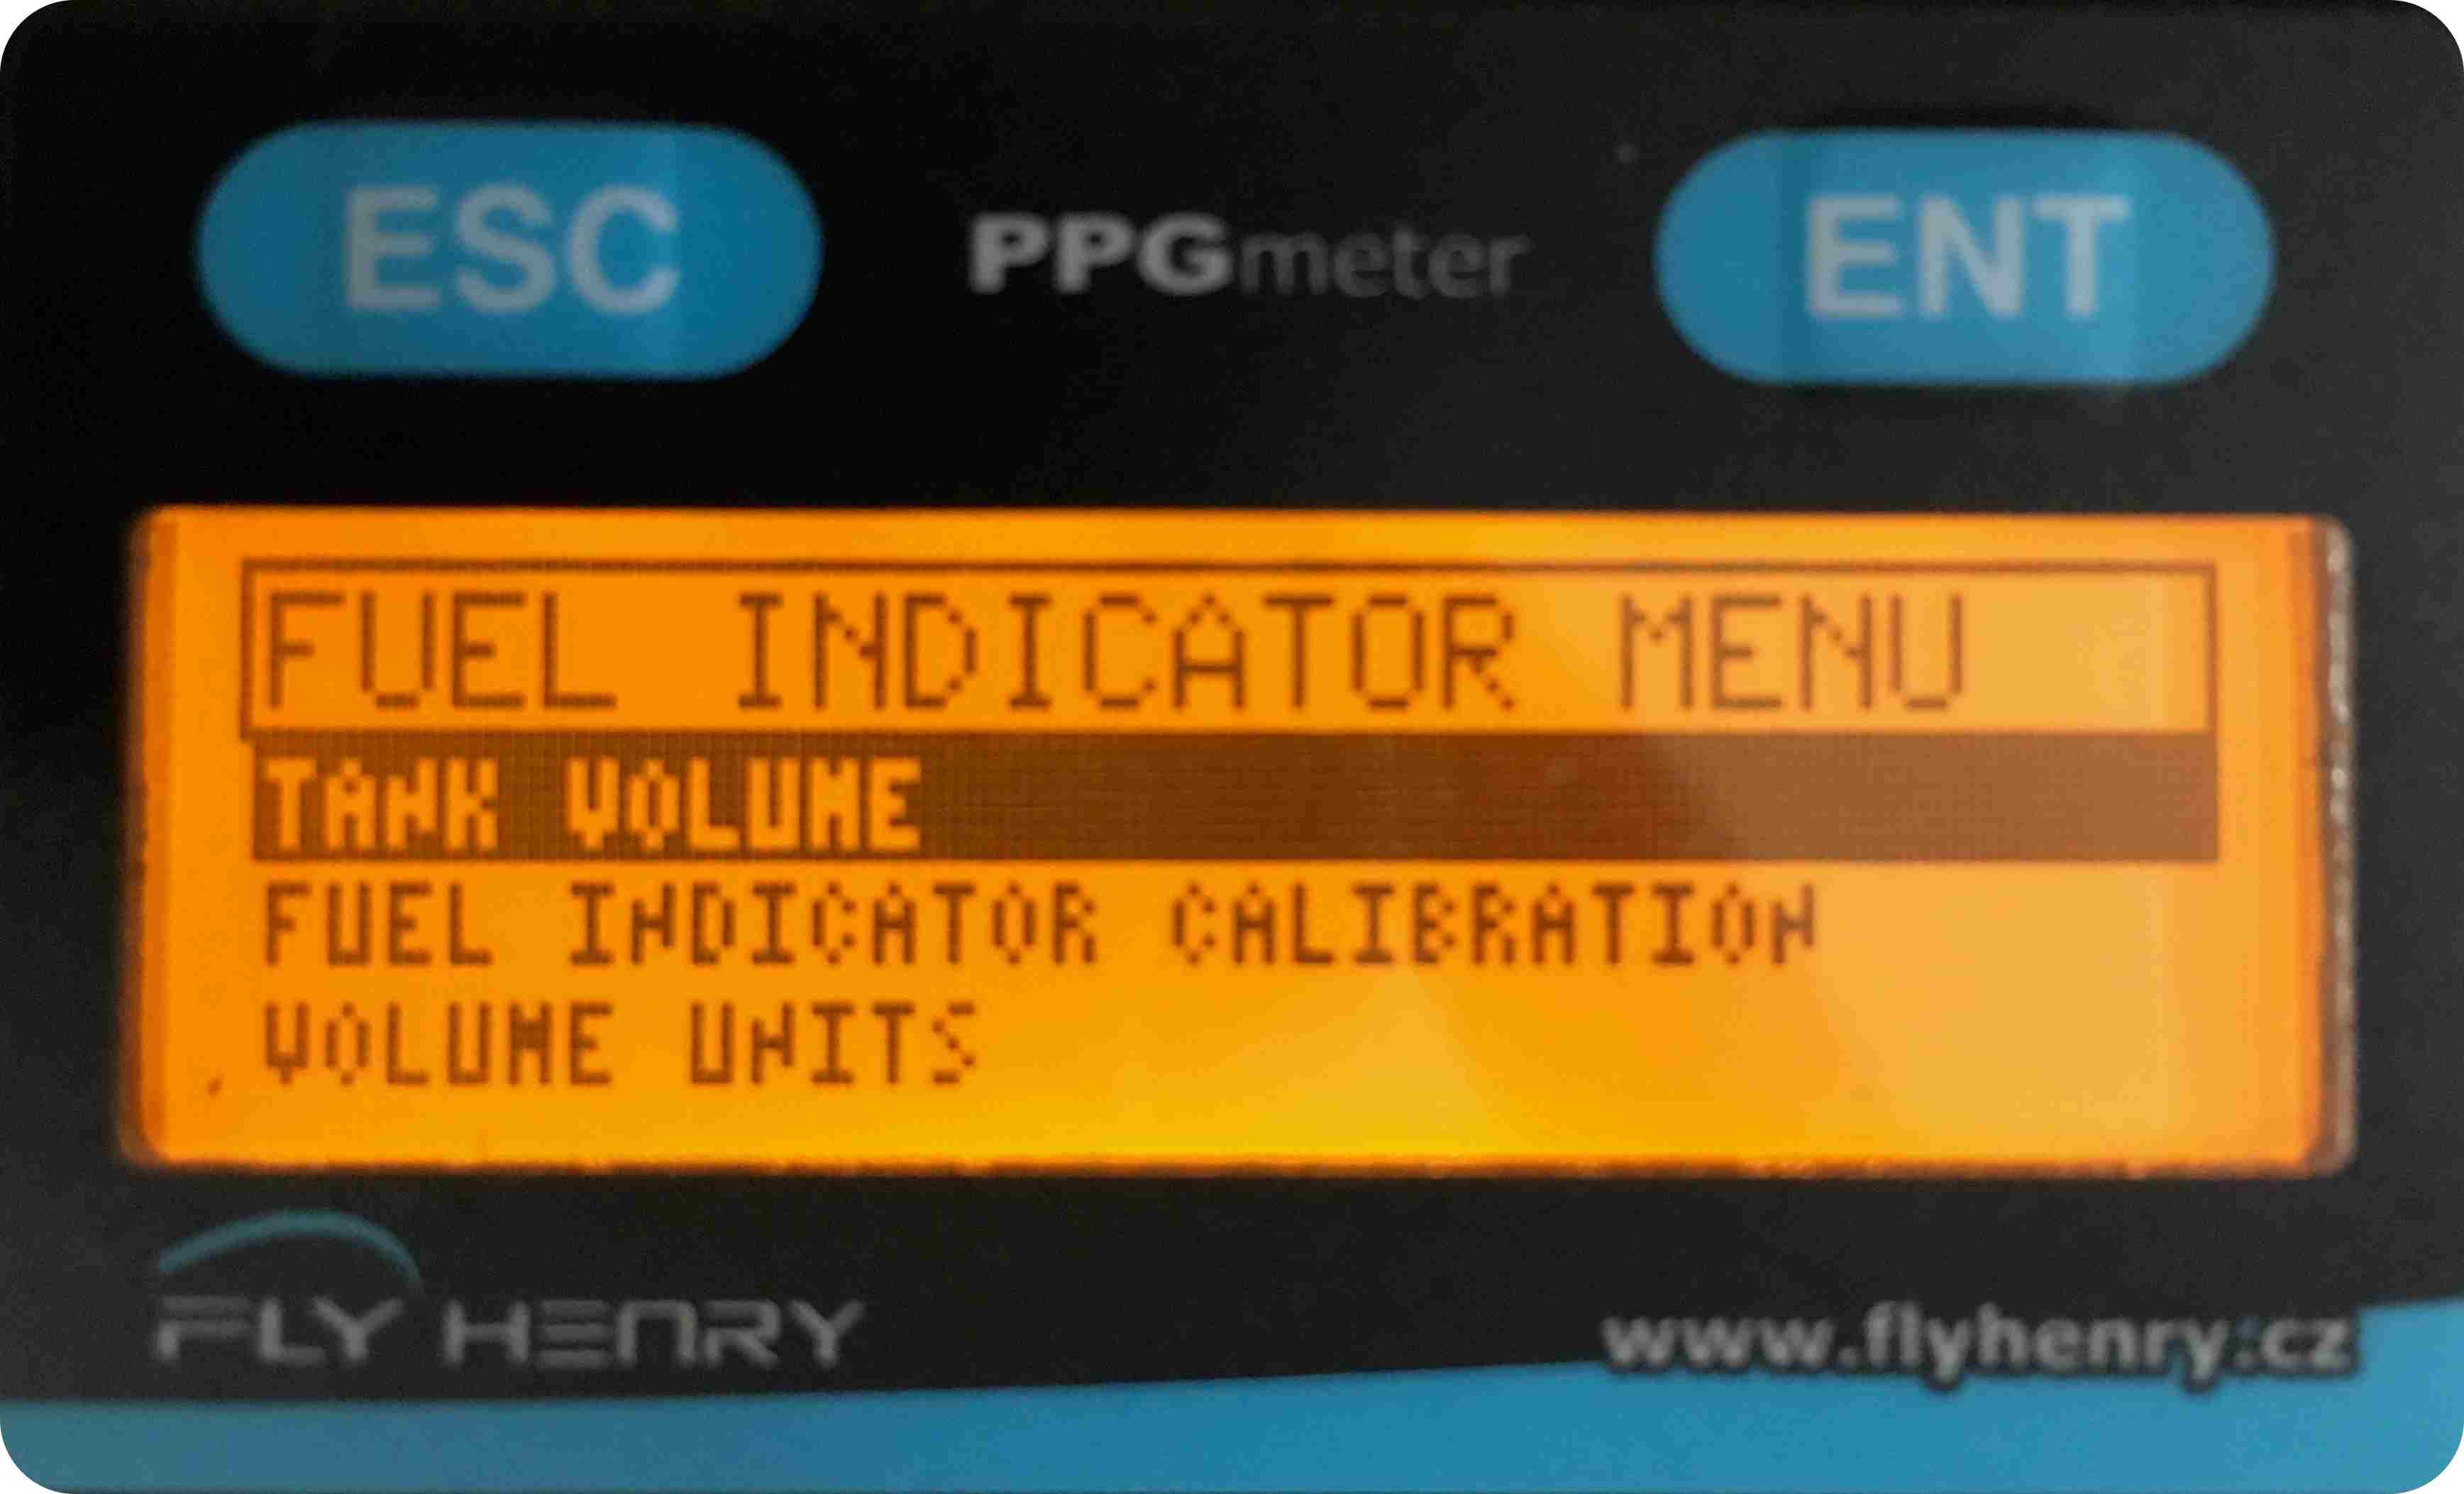 ESC PPGmeter ENT
FUEL INDICATOR MENU
TANK VOLUME
FUEL INDICATOR CALIBRATION
VOLUME UNITS
FLY HENRY www.flyhenry.cz